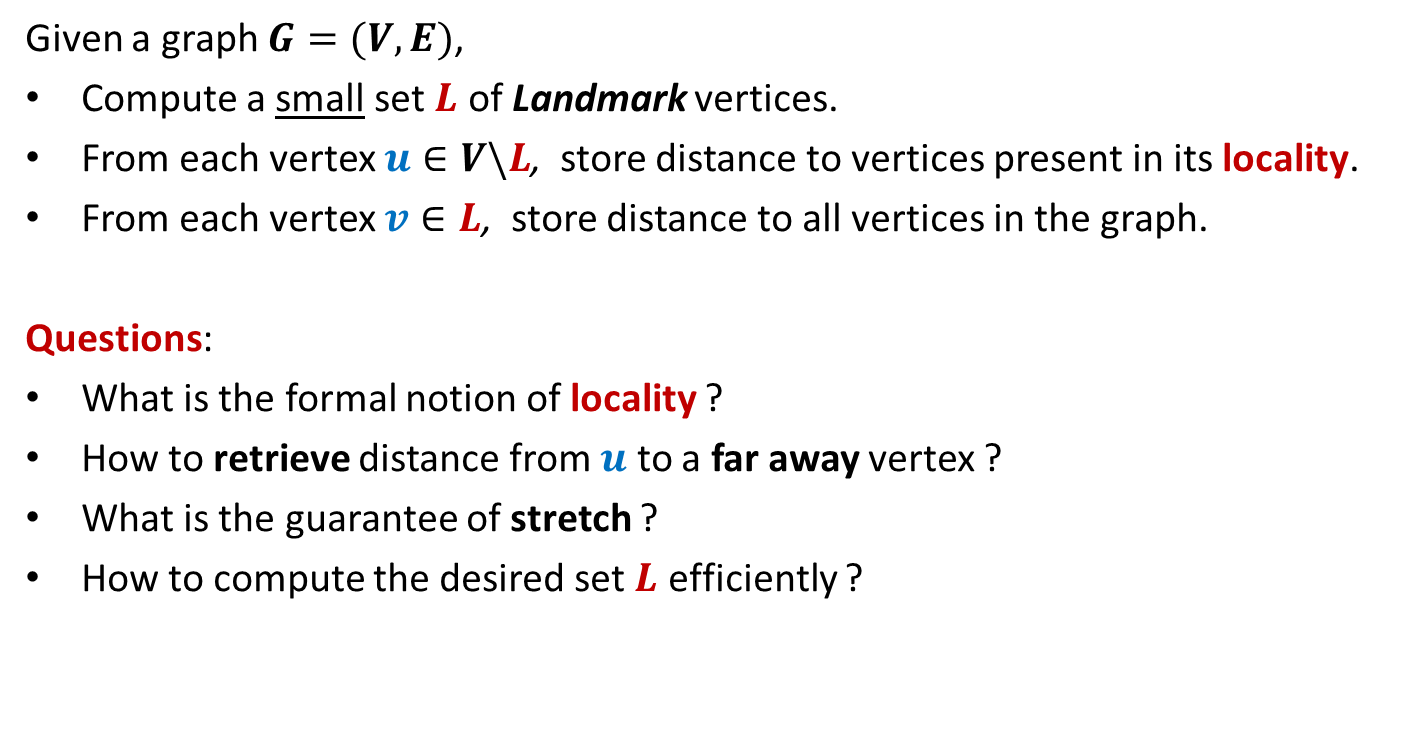 Given a graph G = (V, E),
• Compute a small set L of Landmark vertices.
• From each vertex u ∈ V\L, store distance to vertices present in its locality.
• From each vertex v ∈ L, store distance to all vertices in the graph.
Questions:
• What is the formal notion of locality ?
• How to retrieve distance from u to a far away vertex ?
• What is the guarantee of stretch ?
• How to compute the desired set L efficiently ?